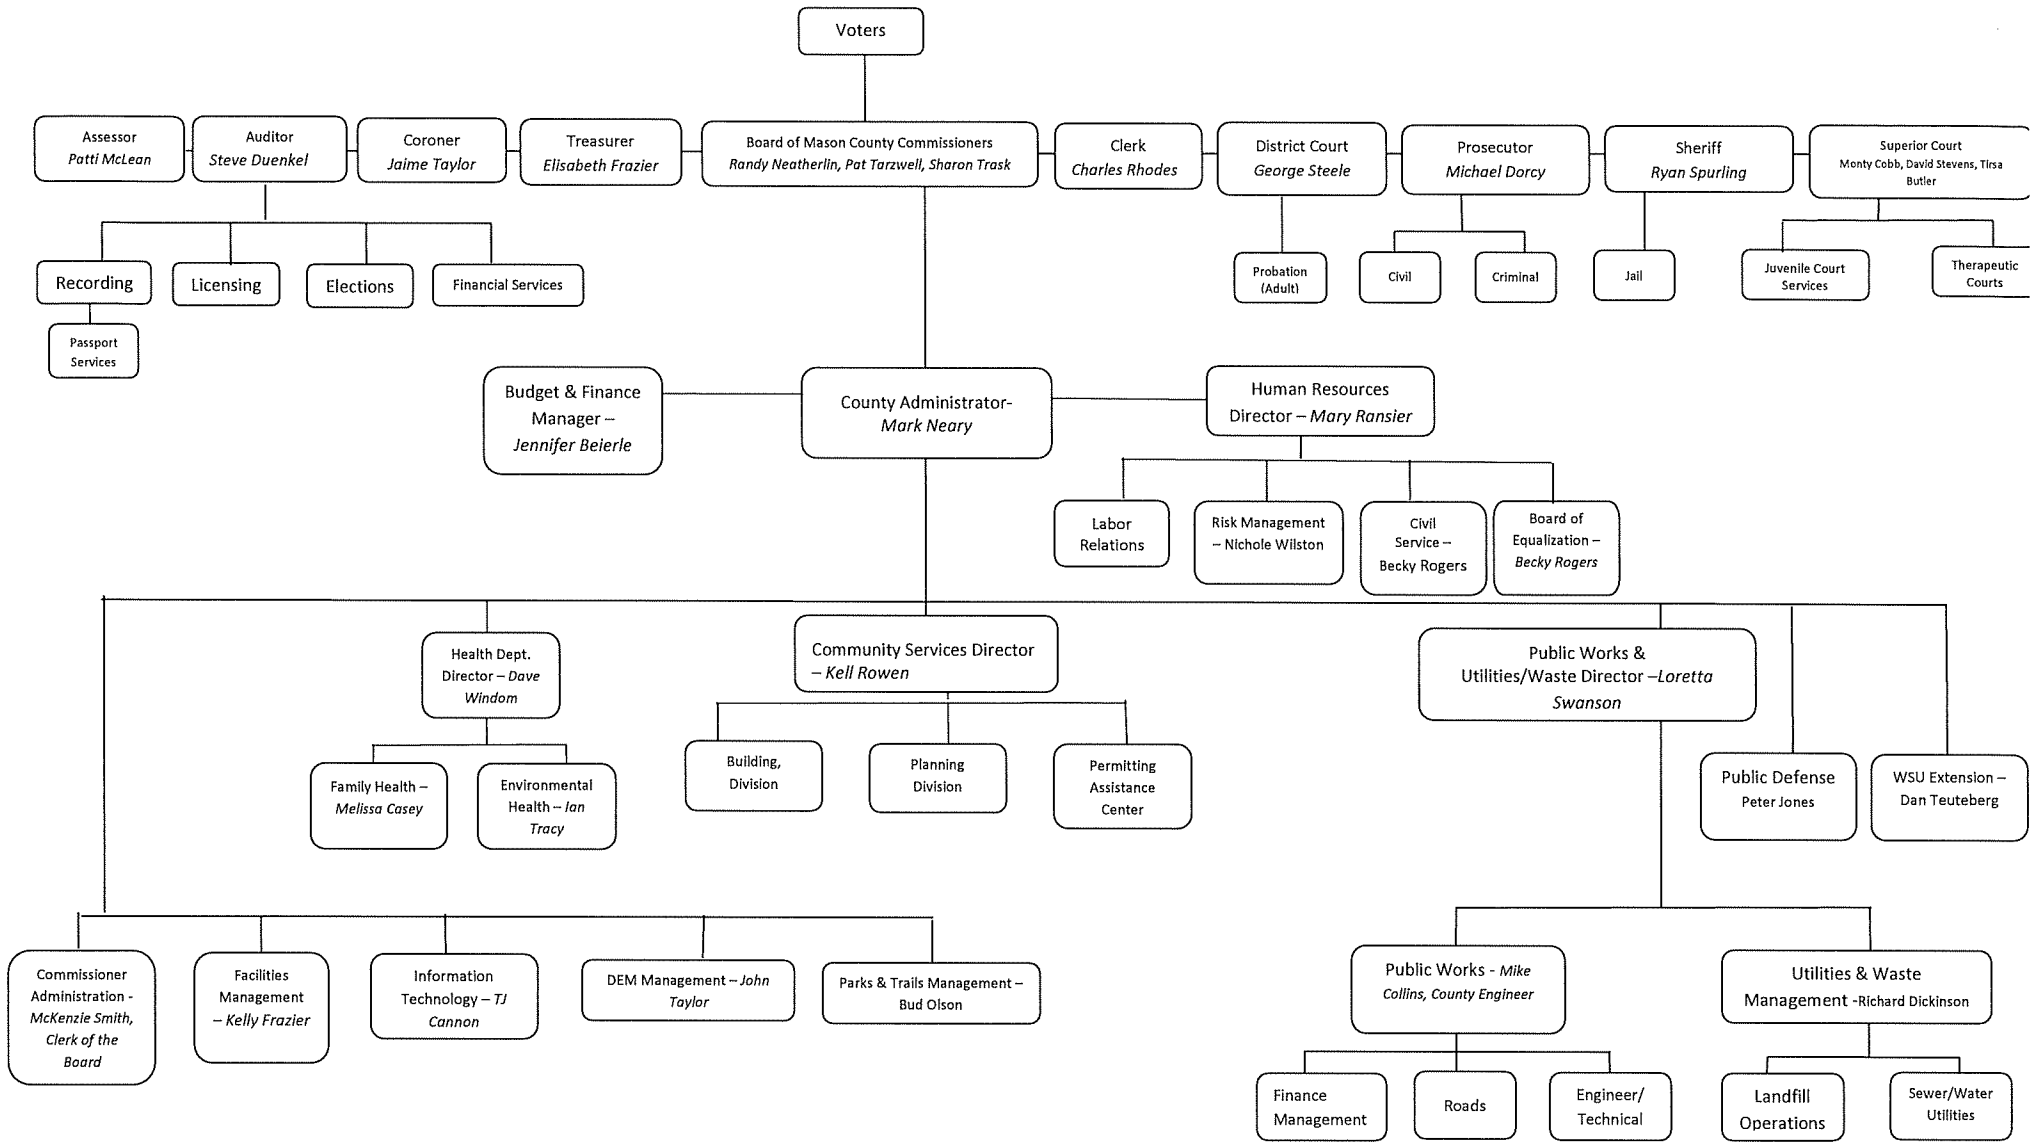 Voters
Assessor
Patti McLean
Auditor
Steve Duenkel
Coroner
Jaime Taylor
Treasurer
Elisabeth Frazier
Board of Mason County Commissioners
Randy Neatherlin, Pat Tarzwell, Sharon Trask
Clerk
Charles Rhodes
District Court
George Steele
Prosecutor
Michael Dorcy
Sheriff
Ryan Spurling
Superior Court
Monty Cobb, David Stevens, Tirsa
Butler
Recording
Licensing
Elections
Financial Services
Passport
Services
Probation
(Adult)
Civil
Criminal
Jail
Juvenile Court
Services
Therapeutic
Courts
Budget & Finance
Manager –
Jennifer Beierle
County Administrator-
Mark Neary
Human Resources
Director – Mary Ransier
Labor
Relations
Risk Management
– Nichole Wilston
Civil
Service –
Becky Rogers
Board of
Equalization –
Becky Rogers
Health Dept.
Director – Dave
Windom
Community Services Director
– Kell Rowen
Public Works &
Utilities/Waste Director –Loretta
Swanson
Family Health –
Melissa Casey
Environmental
Health – Ian
Tracy
Building,
Division
Planning
Division
Permitting
Assistance
Center
Public Defense
Peter Jones
WSU Extension –
Dan Teuteberg
Commissioner
Administration -
McKenzie Smith,
Clerk of the
Board
Facilities
Management
– Kelly Frazier
Information
Technology – TJ
Cannon
DEM Management – John
Taylor
Parks & Trails Management –
Bud Olson
Public Works - Mike
Collins, County Engineer
Utilities & Waste
Management -Richard Dickinson
Finance
Management
Roads
Engineer/
Technical
Landfill
Operations
Sewer/Water
Utilities